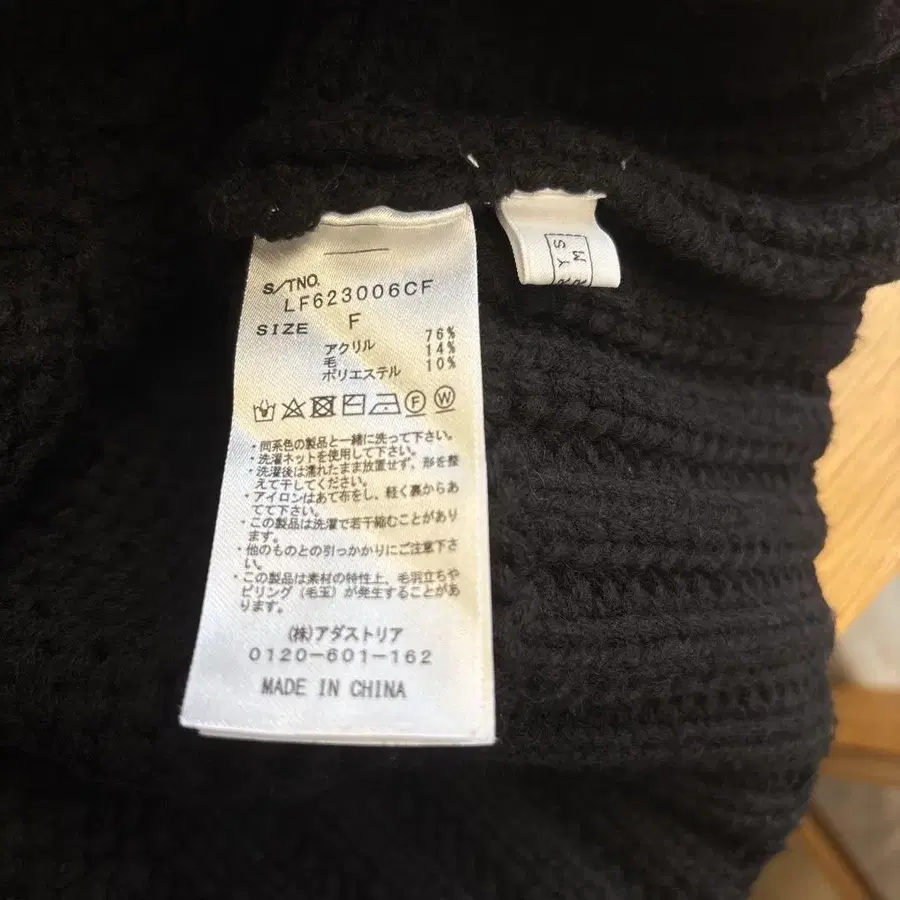 S/TNO.
LF623006CF
SIZE F
アクリル 76%
毛 14%
ポリエステル 10%
F W
・同系色の製品と一緒に洗って下さい。
・洗濯ネットを使用して下さい。
・洗濯後は濡れたまま放置せず、形を整
えて干してください。
・アイロンはあて布をし、軽く裏からあ
てて下さい。
・この製品は洗濯で若干縮むことがあり
ます。
・他のものとの引っかかりにご注意下さ
い。
・この製品は素材の特性上、毛羽立ちや
ピリング（毛玉）が発生することがあ
ります。
(株)アダストリア
0120-601-162
MADE IN CHINA
S M